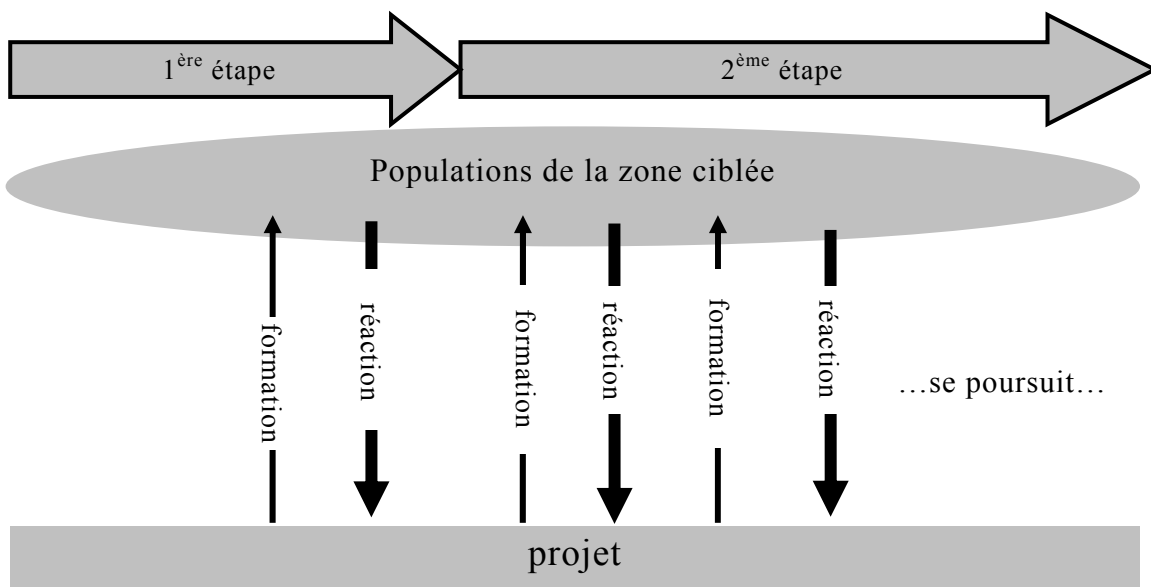 1ère étape
2ème étape
Populations de la zone ciblée
formation
réaction
formation
réaction
formation
réaction
…se poursuit…
projet